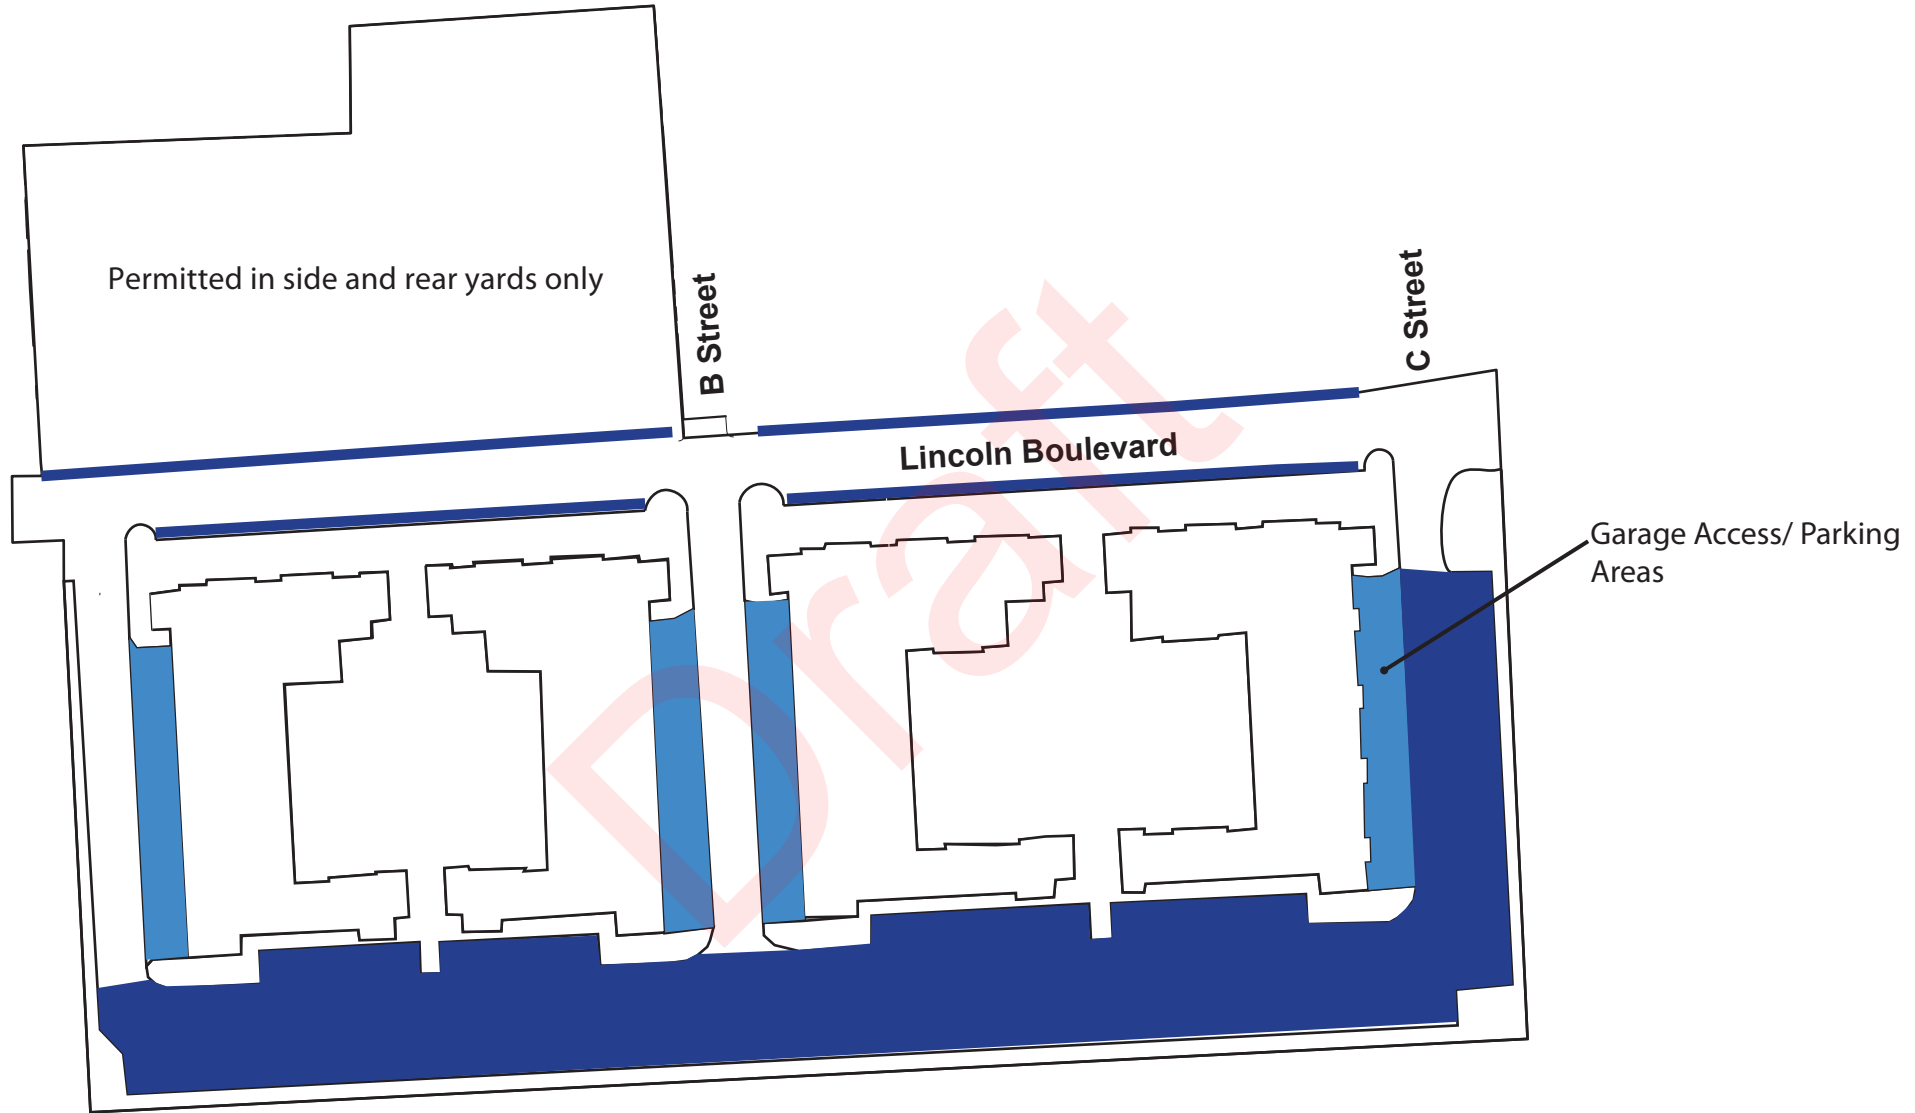 Permitted in side and rear yards only
B Street
C Street
Lincoln Boulevard
Garage Access/ Parking
Areas
Draft